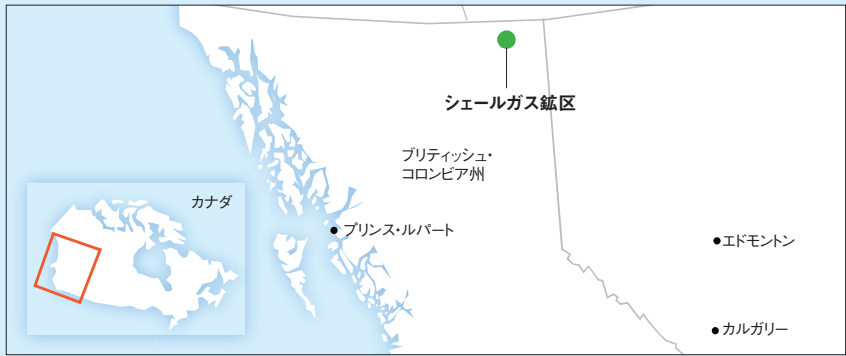 シェールガス鉱区
ブリティッシュ・
コロンビア州
カナダ
プリンス・ルパート
エドモントン
カルガリー